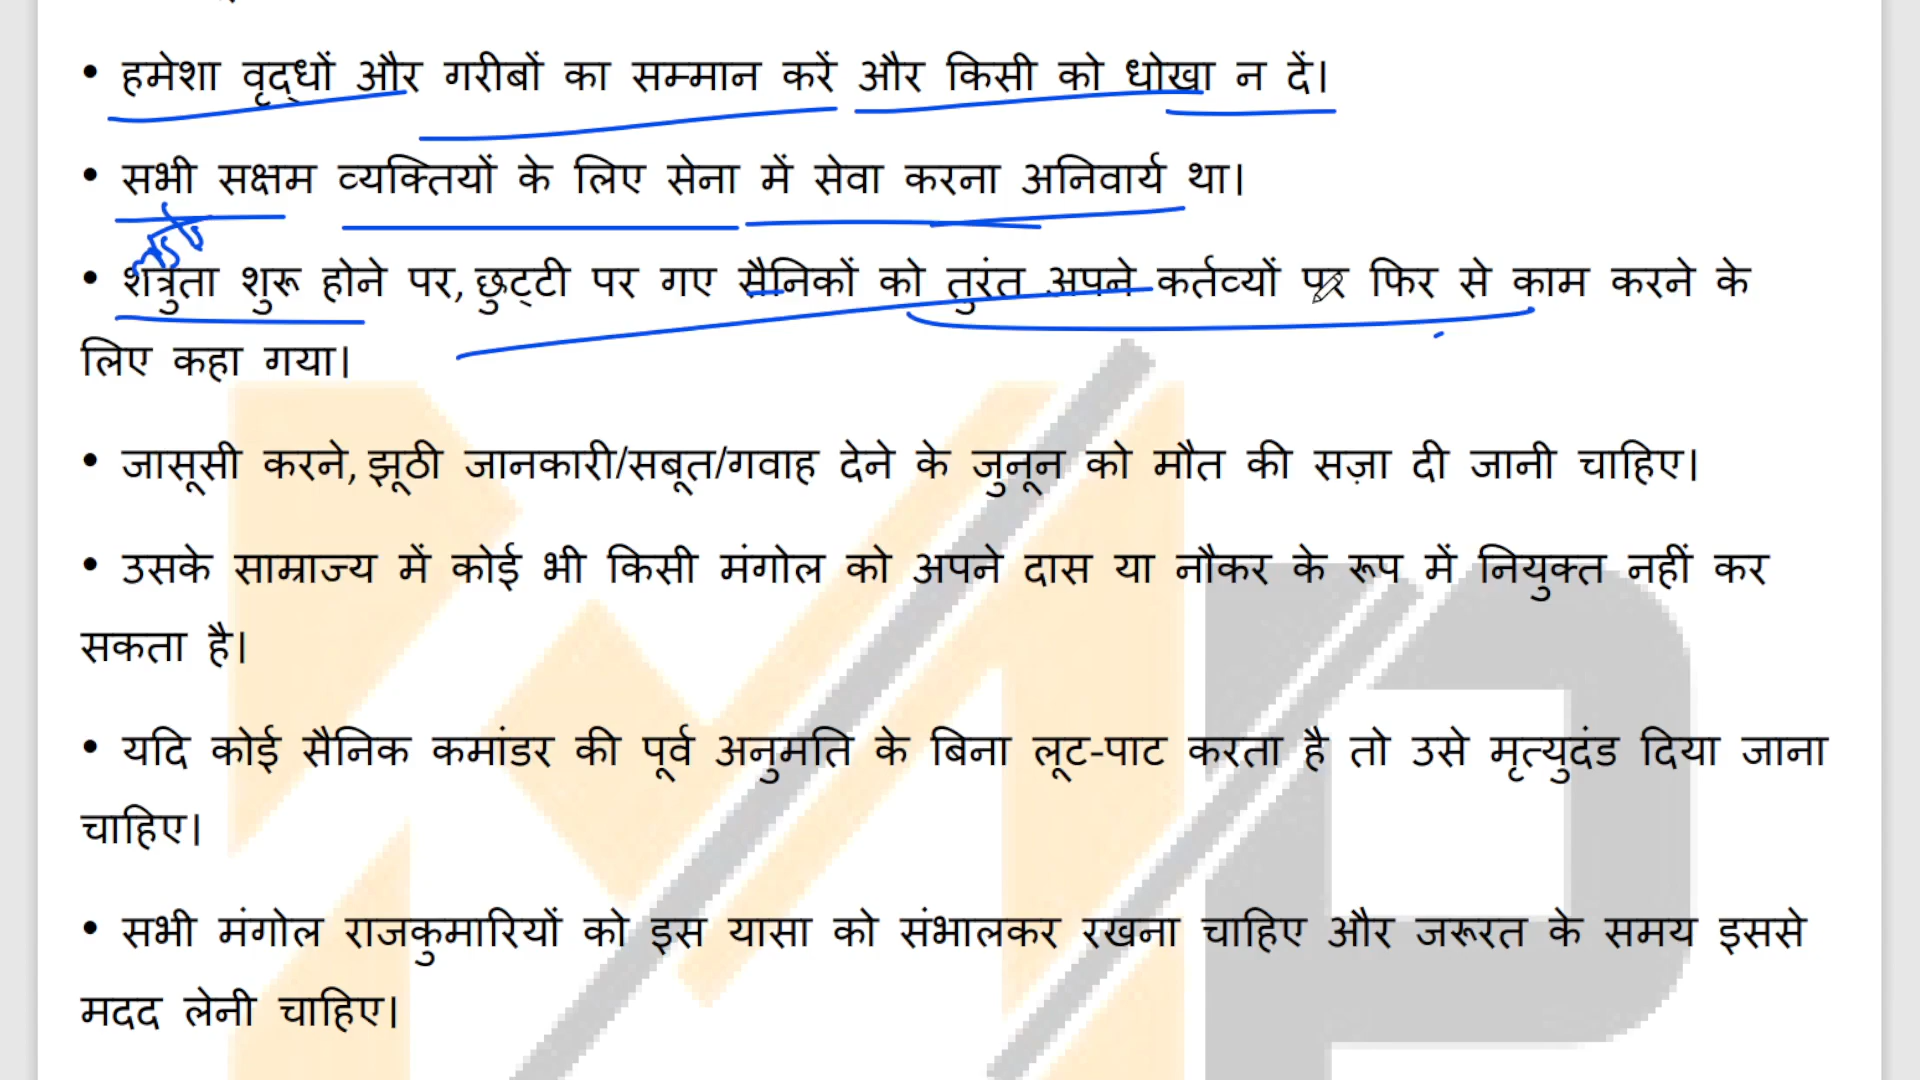 • हमेशा वृद्धों और गरीबों का सम्मान करें और किसी को धोखा न दें।
• सभी सक्षम व्यक्तियों के लिए सेना में सेवा करना अनिवार्य था।
• शत्रुता शुरू होने पर, छुट्टी पर गए सैनिकों को तुरंत अपने कर्तव्यों पर फिर से काम करने के
लिए कहा गया।
• जासूसी करने, झूठी जानकारी/सबूत/गवाह देने के जुनून को मौत की सज़ा दी जानी चाहिए।
• उसके साम्राज्य में कोई भी किसी मंगोल को अपने दास या नौकर के रूप में नियुक्त नहीं कर
सकता है।
• यदि कोई सैनिक कमांडर की पूर्व अनुमति के बिना लूट-पाट करता है तो उसे मृत्युदंड दिया जाना
चाहिए।
• सभी मंगोल राजकुमारियों को इस यासा को संभालकर रखना चाहिए और जरूरत के समय इससे
मदद लेनी चाहिए।